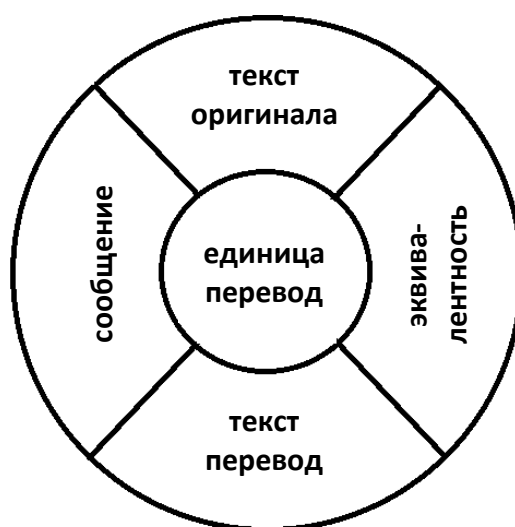 текст
оригинала
сообщение
единица
перевод
эквива-
лентность
текст
перевод